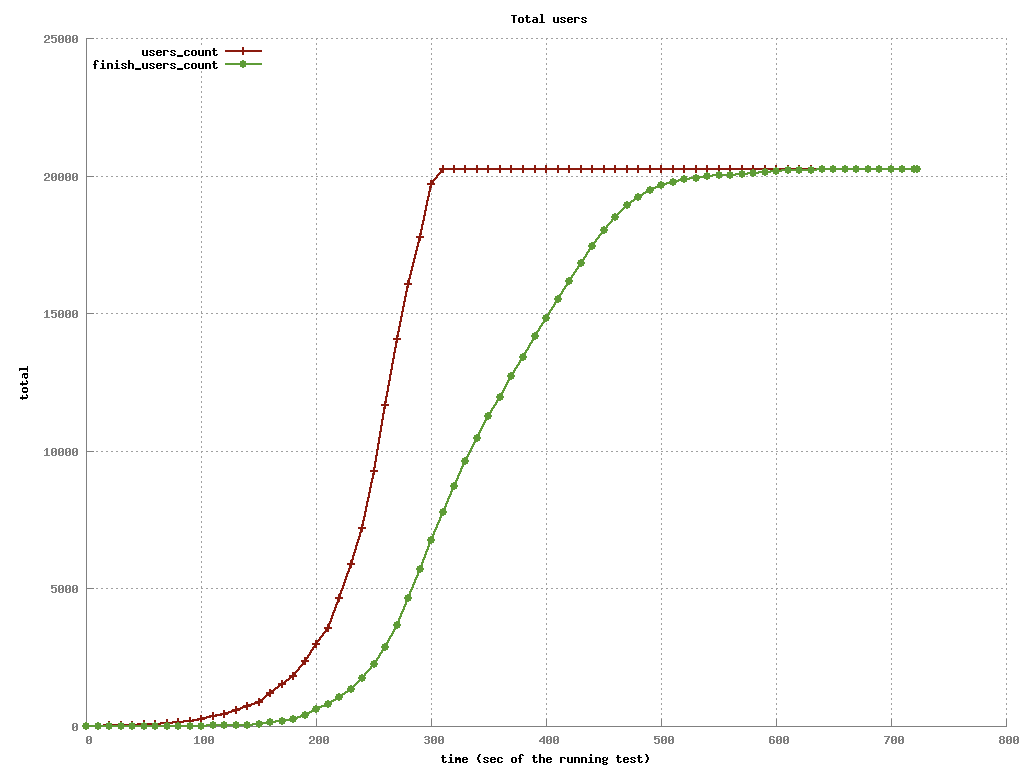 Total users
25000
users_count
finish_users_count
20000
15000
total
10000
5000
0
0 100 200 300 400 500 600 700 800
time (sec of the running test)